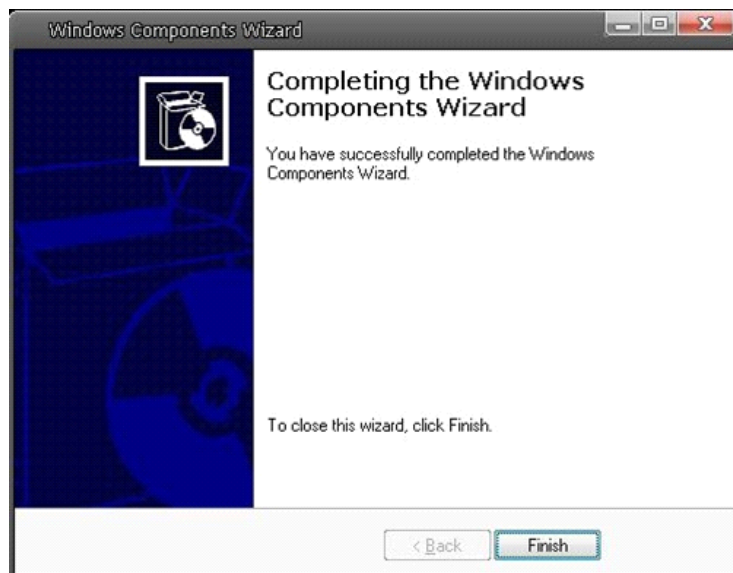 Windows Components Wizard
Completing the Windows
Components Wizard
You have successfully completed the Windows
Components Wizard.
To close this wizard, click Finish.
< Back
Finish